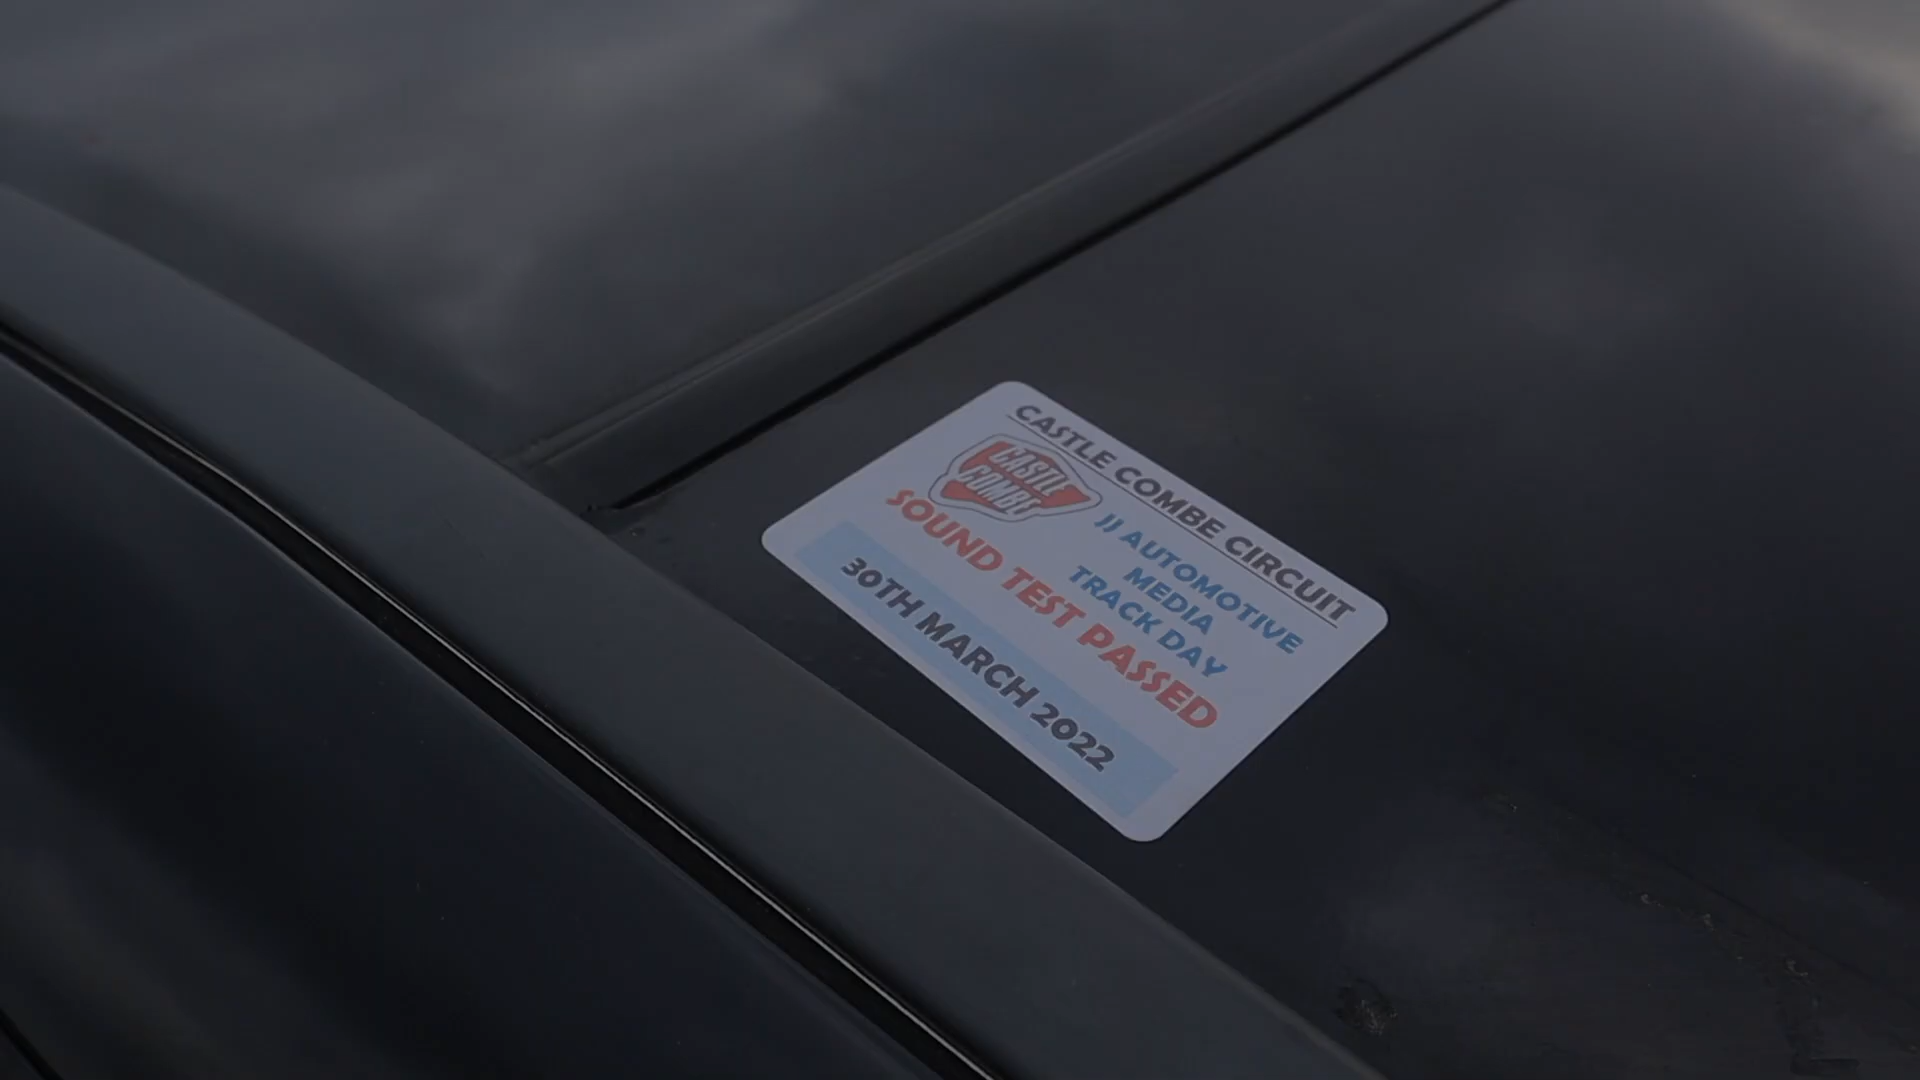 CASTLE COMBE CIRCUIT
CASTLE
COMBE
JJ AUTOMOTIVE
MEDIA
TRACK DAY
SOUND TEST PASSED
30TH MARCH 2022